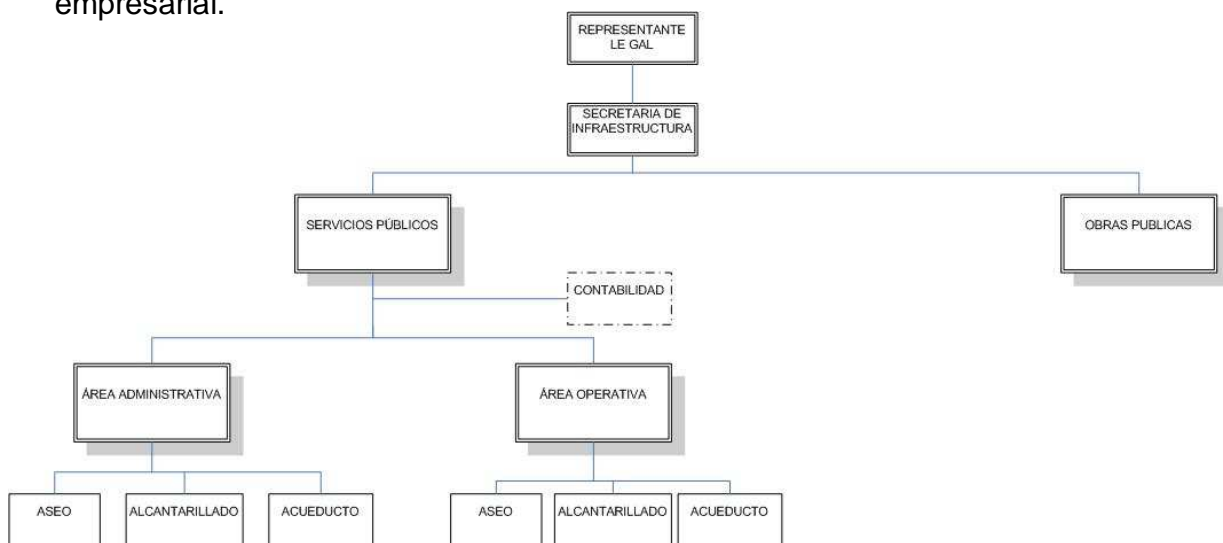 empresarial.
REPRESENTANTE
LE GAL
SECRETARIA DE
INFRAESTRUCTURA
SERVICIOS PÚBLICOS
OBRAS PUBLICAS
CONTABILIDAD
ÁREA ADMINISTRATIVA
ÁREA OPERATIVA
ASEO
ALCANTARILLADO
ACUEDUCTO
ASEO
ALCANTARILLADO
ACUEDUCTO